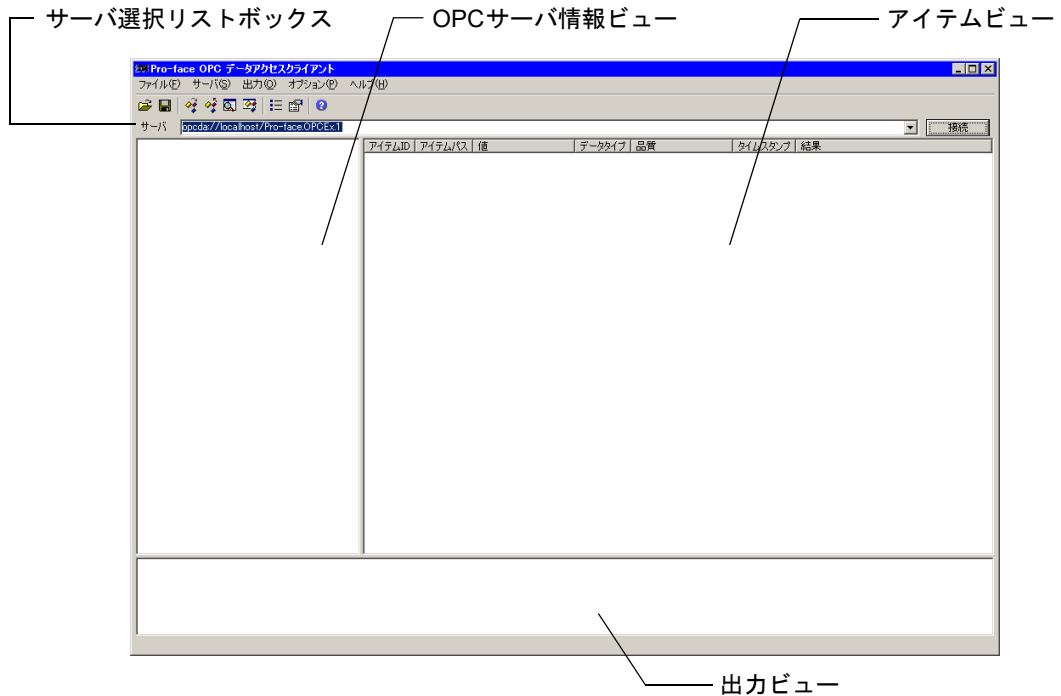 サーバ選択リストボックス
OPCサーバ情報ビュー
アイテムビュー
Pro-face OPC データアクセスクライアント
ファイル(F) サーバ(S) 出力(O) オプション(P) ヘルプ(H)
サーバ opcda://localhost/Pro-face.OPCEx.1 接続
アイテムID アイテムパス 値 データタイプ 品質 タイムスタンプ 結果
出力ビュー